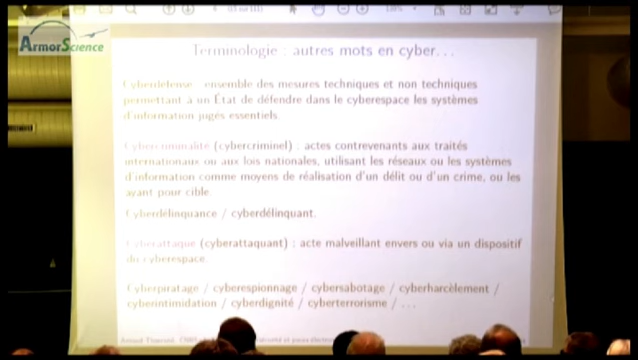 ArmorScience
Terminologie : autres mots en cyber...
Cyberdéfense : ensemble des mesures techniques et non techniques
permettant à un État de défendre dans le cyberespace les systèmes
d'information jugés essentiels.
Cybercriminalité (cybercriminel) : actes contrevenants aux traités
internationaux ou aux lois nationales, utilisant les réseaux ou les systèmes
d'information comme moyens de réalisation d'un délit ou d'un crime, ou les
ayant pour cible.
Cyberdélinquance / cyberdélinquant.
Cyberattaque (cyberattaquant) : acte malveillant envers ou via un dispositif
du cyberespace.
Cyberpiratage / cyberespionnage / cybersabotage / cyberharcèlement /
cyberintimidation / cyberdignité / cyberterrorisme / ...